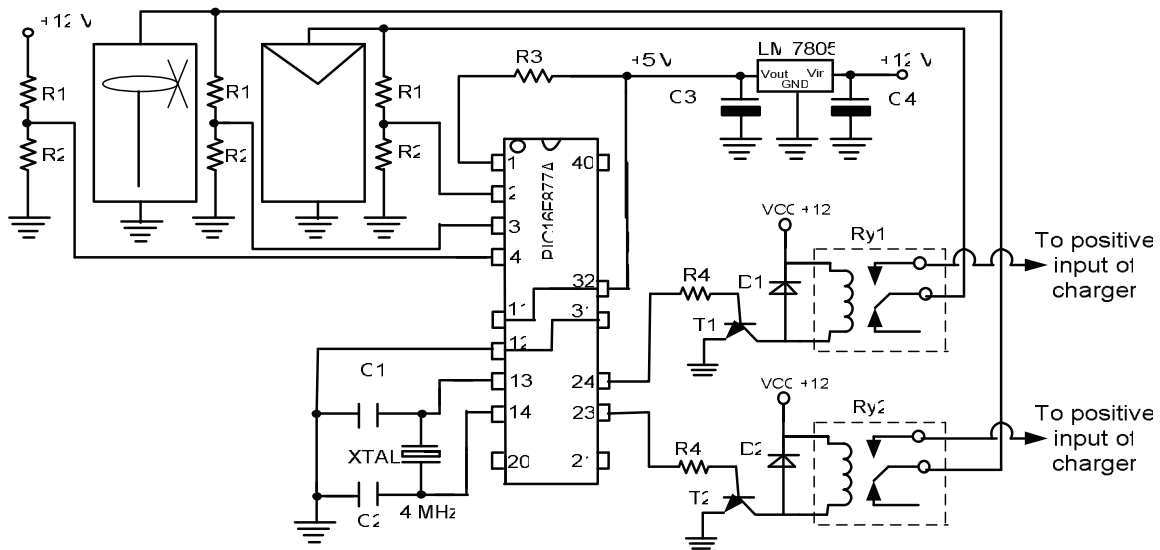 +12 V
LM 7805
R3
+5 V
Vout
Vin
GND
+12 V
R1
R1
R1
C3
C4
R2
R2
R2
PIC16F877A
1
40
2
3
4
32
11
31
12
13
24
14
23
20
21
C1
XTAL
C2
4 MHz
VCC +12
Ry1
R4
D1
T1
To positive
input of
charger
VCC +12
Ry2
R4
D2
T2
To positive
input of
charger